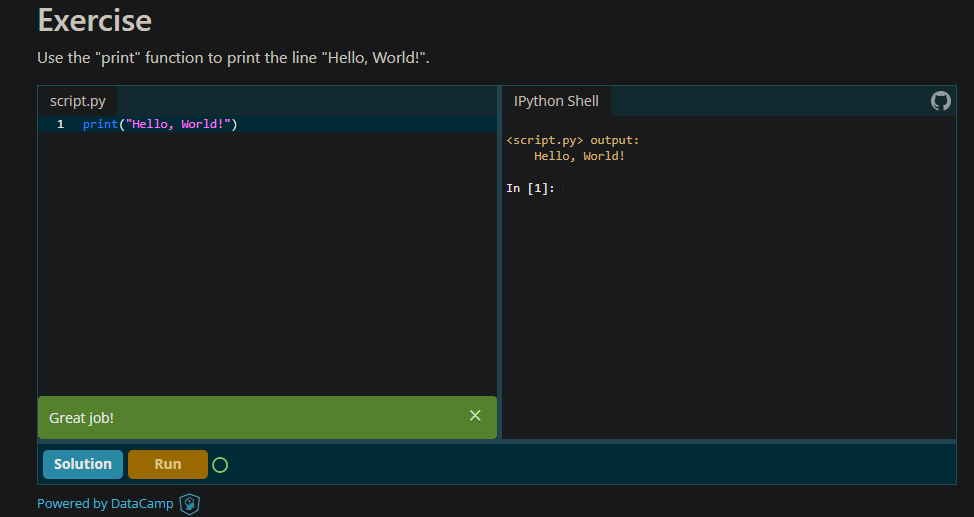 Exercise
Use the "print" function to print the line "Hello, World!".
script.py
1 print("Hello, World!")
IPython Shell
<script.py> output:
    Hello, World!
In [1]:
Great job!
×
Solution Run
Powered by DataCamp